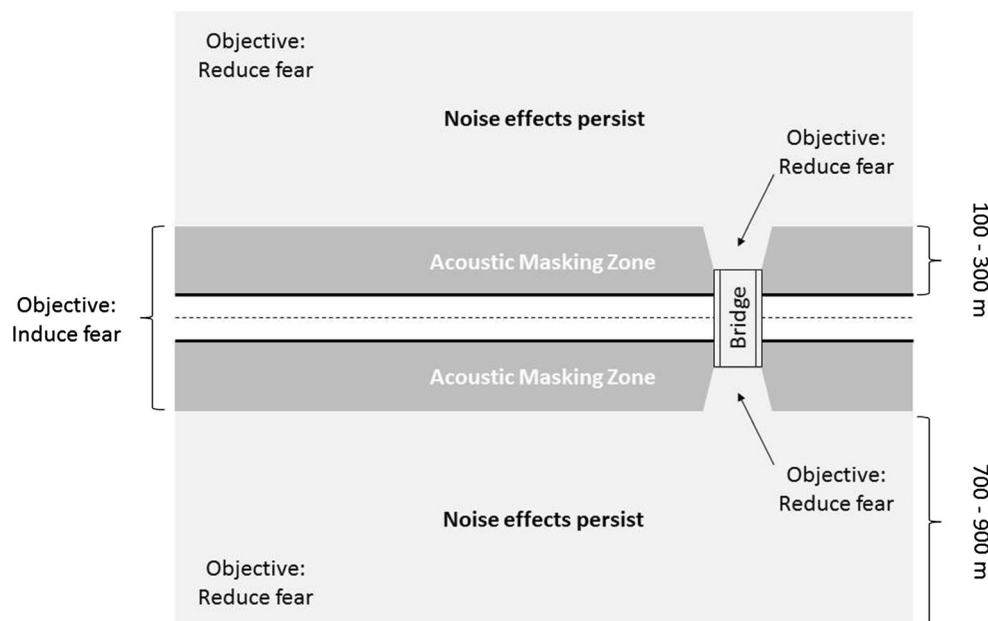 Objective:
Reduce fear
Noise effects persist
Objective:
Reduce fear
100 - 300 m
Acoustic Masking Zone
Objective:
Induce fear
Bridge
Acoustic Masking Zone
Objective:
Reduce fear
700 - 900 m
Noise effects persist
Objective:
Reduce fear